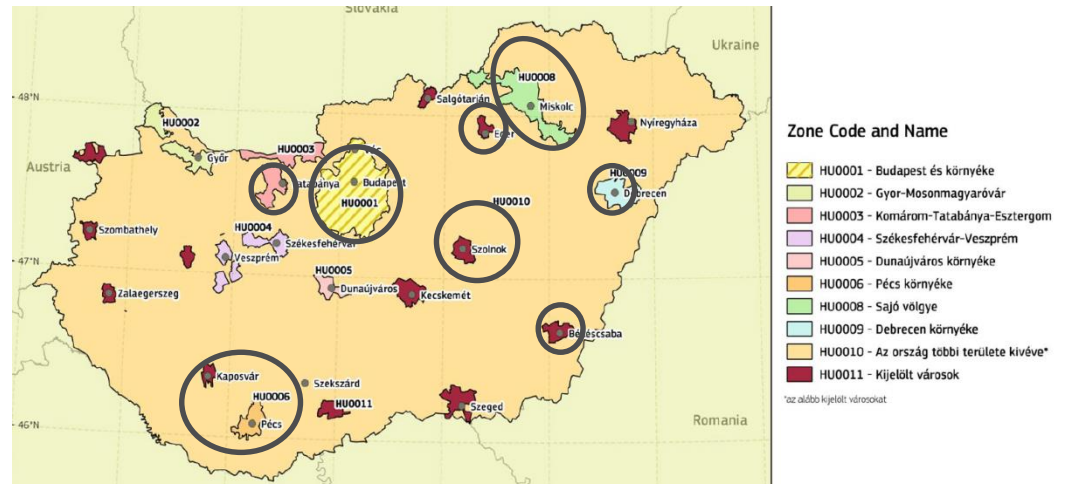 Slovakia
Ukraine
HU0008
48°N
Salgótarján
Miskolc
HU0002
Eger
Nyíregyháza
HU0003
Vác
Győr
Austria
HU0009
Tatabánya
Budapest
Debrecen
HU0001
HU0010
HU0004
Szombathely
Székesfehérvár
Szolnok
Veszprém
47°N
HU0005
Zalaegerszeg
Dunaújváros
Kecskemét
Békéscsaba
Kaposvár
Szekszárd
HU0006
HU0011
Szeged
Pécs
46°N
Romania
Zone Code and Name
HU0001 - Budapest és környéke
HU0002 - Gyor-Mosonmagyaróvár
HU0003 - Komárom-Tatabánya-Esztergom
HU0004 - Székesfehérvár-Veszprém
HU0005 - Dunaújváros környéke
HU0006 - Pécs környéke
HU0008 - Sajó völgye
HU0009 - Debrecen környéke
HU0010 - Az ország többi területe kivéve*
HU0011 - Kijelölt városok
*az alább kijelölt városokat